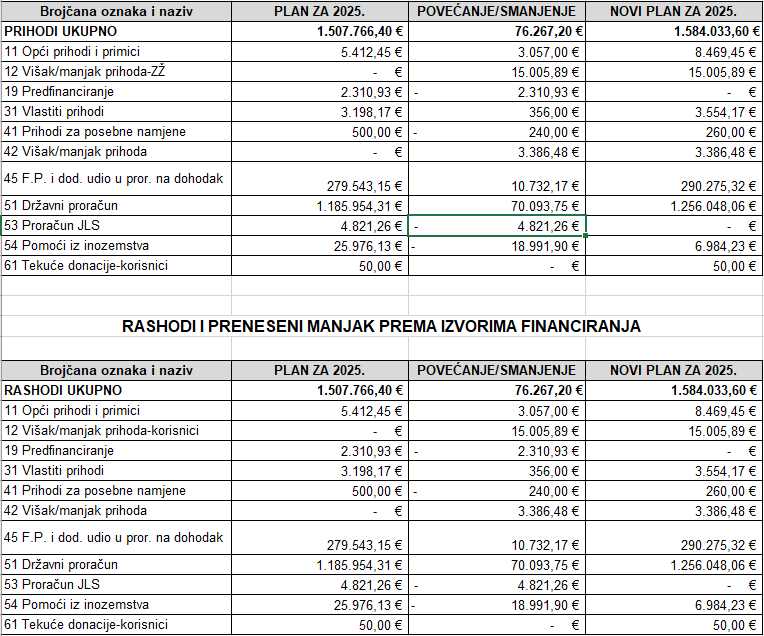 Brojčana oznaka i naziv PLAN ZA 2025. POVEĆANJE/SMANJENJE NOVI PLAN ZA 2025.
PRIHODI UKUPNO 1.507.766,40 € 76.267,20 € 1.584.033,60 €
11 Opći prihodi i primici 5.412,45 € 3.057,00 € 8.469,45 €
12 Višak/manjak prihoda-ZŽ - € 15.005,89 € 15.005,89 €
19 Predfinanciranje 2.310,93 € - 2.310,93 € - €
31 Vlastiti prihodi 3.198,17 € 356,00 € 3.554,17 €
41 Prihodi za posebne namjene 500,00 € - 240,00 € 260,00 €
42 Višak/manjak prihoda - € 3.386,48 € 3.386,48 €
45 F.P. i dod. udio u pror. na dohodak 279.543,15 € 10.732,17 € 290.275,32 €
51 Državni proračun 1.185.954,31 € 70.093,75 € 1.256.048,06 €
53 Proračun JLS 4.821,26 € - 4.821,26 € - €
54 Pomoći iz inozemstva 25.976,13 € - 18.991,90 € 6.984,23 €
61 Tekuće donacije-korisnici 50,00 € - € 50,00 €
RASHODI I PRENESENI MANJAK PREMA IZVORIMA FINANCIRANJA
Brojčana oznaka i naziv PLAN ZA 2025. POVEĆANJE/SMANJENJE NOVI PLAN ZA 2025.
RASHODI UKUPNO 1.507.766,40 € 76.267,20 € 1.584.033,60 €
11 Opći prihodi i primici 5.412,45 € 3.057,00 € 8.469,45 €
12 Višak/manjak prihoda-korisnici - € 15.005,89 € 15.005,89 €
19 Predfinanciranje 2.310,93 € - 2.310,93 € - €
31 Vlastiti prihodi 3.198,17 € 356,00 € 3.554,17 €
41 Prihodi za posebne namjene 500,00 € - 240,00 € 260,00 €
42 Višak/manjak prihoda - € 3.386,48 € 3.386,48 €
45 F.P. i dod. udio u pror. na dohodak 279.543,15 € 10.732,17 € 290.275,32 €
51 Državni proračun 1.185.954,31 € 70.093,75 € 1.256.048,06 €
53 Proračun JLS 4.821,26 € - 4.821,26 € - €
54 Pomoći iz inozemstva 25.976,13 € - 18.991,90 € 6.984,23 €
61 Tekuće donacije-korisnici 50,00 € - € 50,00 €